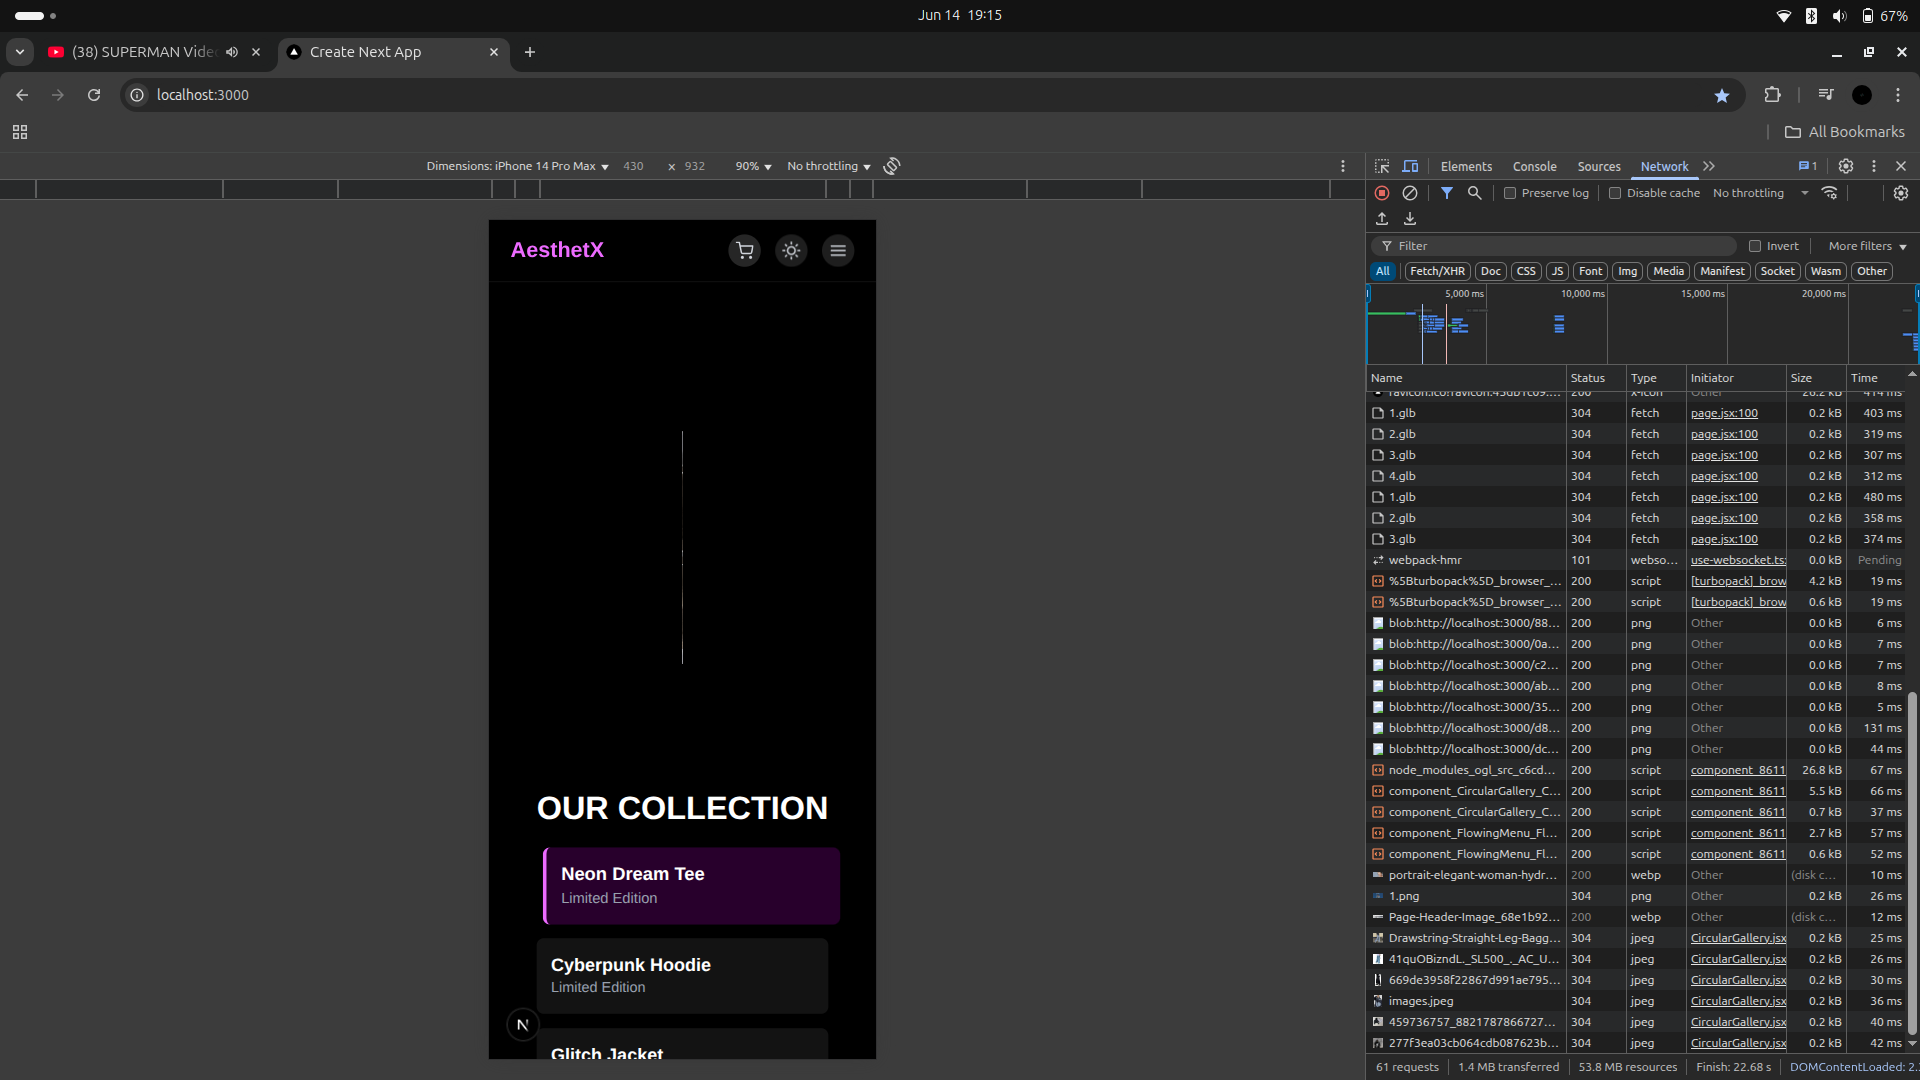 Jun 14 19:15
67%
(38) SUPERMAN Vide
Create Next App
localhost:3000
All Bookmarks
Dimensions: iPhone 14 Pro Max 430 x 932 90% No throttling
AesthetX
OUR COLLECTION
Neon Dream Tee
Limited Edition
Cyberpunk Hoodie
Limited Edition
Glitch Jacket
N
Elements Console Sources Network 1
Preserve log Disable cache No throttling
Filter Invert More filters
All Fetch/XHR Doc CSS JS Font Img Media Manifest Socket Wasm Other
5,000 ms 10,000 ms 15,000 ms 20,000 ms
Name Status Type Initiator Size Time
1.glb 304 fetch page.jsx:100 0.2 kB 403 ms
2.glb 304 fetch page.jsx:100 0.2 kB 319 ms
3.glb 304 fetch page.jsx:100 0.2 kB 307 ms
4.glb 304 fetch page.jsx:100 0.2 kB 312 ms
1.glb 304 fetch page.jsx:100 0.2 kB 480 ms
2.glb 304 fetch page.jsx:100 0.2 kB 358 ms
3.glb 304 fetch page.jsx:100 0.2 kB 374 ms
webpack-hmr 101 webso... use-websocket.ts 0.0 kB Pending
%5Bturbopack%5D_browser_... 200 script [turbopack]_brow 4.2 kB 19 ms
%5Bturbopack%5D_browser_... 200 script [turbopack]_brow 0.6 kB 19 ms
blob:http://localhost:3000/88... 200 png Other 0.0 kB 6 ms
blob:http://localhost:3000/0a... 200 png Other 0.0 kB 7 ms
blob:http://localhost:3000/c2... 200 png Other 0.0 kB 7 ms
blob:http://localhost:3000/ab... 200 png Other 0.0 kB 8 ms
blob:http://localhost:3000/35... 200 png Other 0.0 kB 5 ms
blob:http://localhost:3000/d8... 200 png Other 0.0 kB 131 ms
blob:http://localhost:3000/dc... 200 png Other 0.0 kB 44 ms
node_modules_ogl_src_c6cd... 200 script component_8611 26.8 kB 67 ms
component_CircularGallery_C... 200 script component_8611 5.5 kB 66 ms
component_CircularGallery_C... 200 script component_8611 0.7 kB 37 ms
component_FlowingMenu_Fl... 200 script component_8611 2.7 kB 57 ms
component_FlowingMenu_Fl... 200 script component_8611 0.6 kB 52 ms
portrait-elegant-woman-hydr... 200 webp Other (disk c... 10 ms
1.png 304 png Other 0.2 kB 26 ms
Page-Header-Image_68e1b92... 200 webp Other (disk c... 12 ms
Drawstring-Straight-Leg-Bagg... 304 jpeg CircularGallery.jsx 0.2 kB 25 ms
41quOBizndL._SL500_._AC_U... 304 jpeg CircularGallery.jsx 0.2 kB 26 ms
669de3958f22867d991ae795... 304 jpeg CircularGallery.jsx 0.2 kB 30 ms
images.jpeg 304 jpeg CircularGallery.jsx 0.2 kB 36 ms
459736757_8821787866727... 304 jpeg CircularGallery.jsx 0.2 kB 40 ms
277f3ea03cb064cdb087623b... 304 jpeg CircularGallery.jsx 0.2 kB 42 ms
61 requests 1.4 MB transferred 53.8 MB resources Finish: 22.68 s DOMContentLoaded: 2.